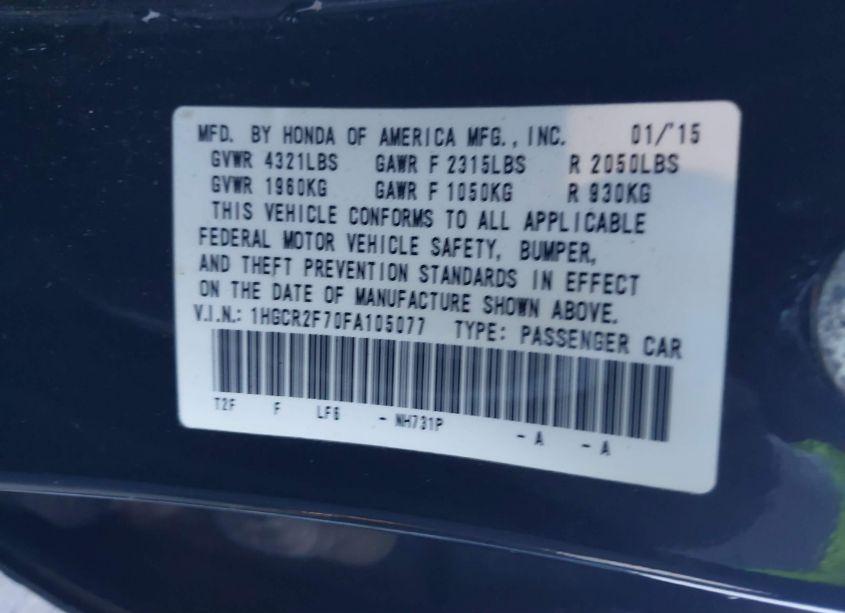 MFD. BY HONDA OF AMERICA MFG., INC. 01/'15
GVWR 4321LBS GAWR F 2315LBS R 2050LBS
GVWR 1960KG GAWR F 1050KG R 930KG
THIS VEHICLE CONFORMS TO ALL APPLICABLE
FEDERAL MOTOR VEHICLE SAFETY, BUMPER,
AND THEFT PREVENTION STANDARDS IN EFFECT
ON THE DATE OF MANUFACTURE SHOWN ABOVE.
V.I.N.: 1HGCR2F70FA105077 TYPE: PASSENGER CAR
T2F F LF6 - NH731P - A - A